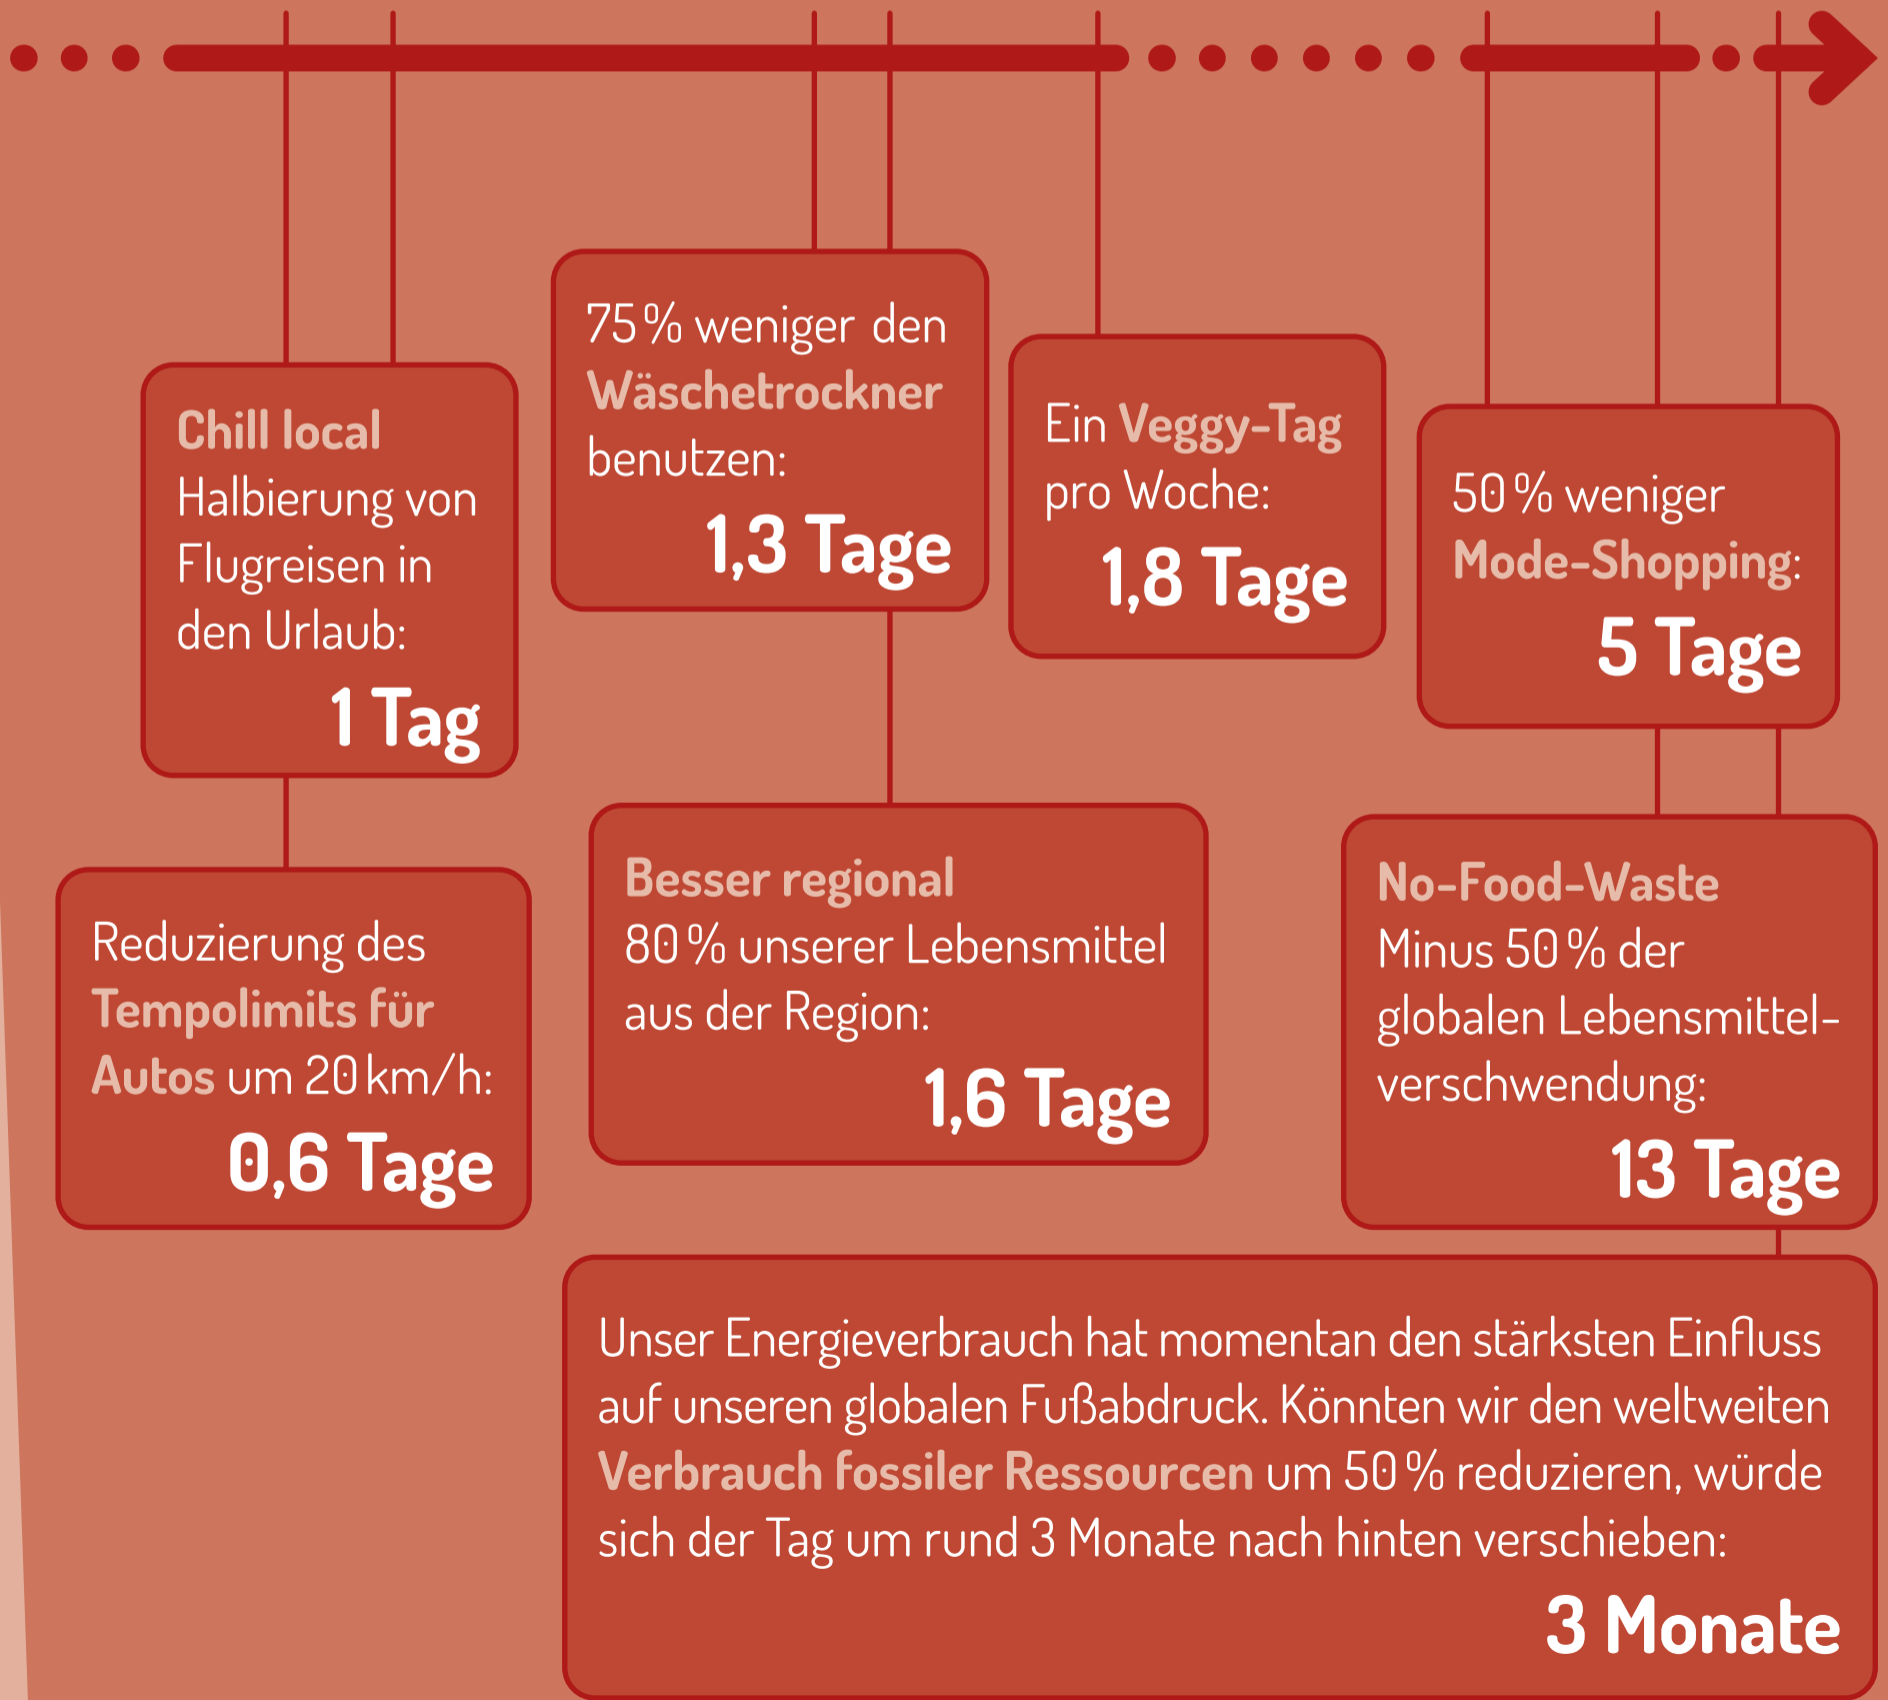 Chill local
Halbierung von
Flugreisen in
den Urlaub:
1 Tag
75 % weniger den
Wäschetrockner
benutzen:
1,3 Tage
Ein Veggy-Tag
pro Woche:
1,8 Tage
50 % weniger
Mode-Shopping:
5 Tage
Reduzierung des
Tempolimits für
Autos um 20 km/h:
0,6 Tage
Besser regional
80 % unserer Lebensmittel
aus der Region:
1,6 Tage
No-Food-Waste
Minus 50 % der
globalen Lebensmittel-
verschwendung:
13 Tage
Unser Energieverbrauch hat momentan den stärksten Einfluss
auf unseren globalen Fußabdruck. Könnten wir den weltweiten
Verbrauch fossiler Ressourcen um 50 % reduzieren, würde
sich der Tag um rund 3 Monate nach hinten verschieben:
3 Monate